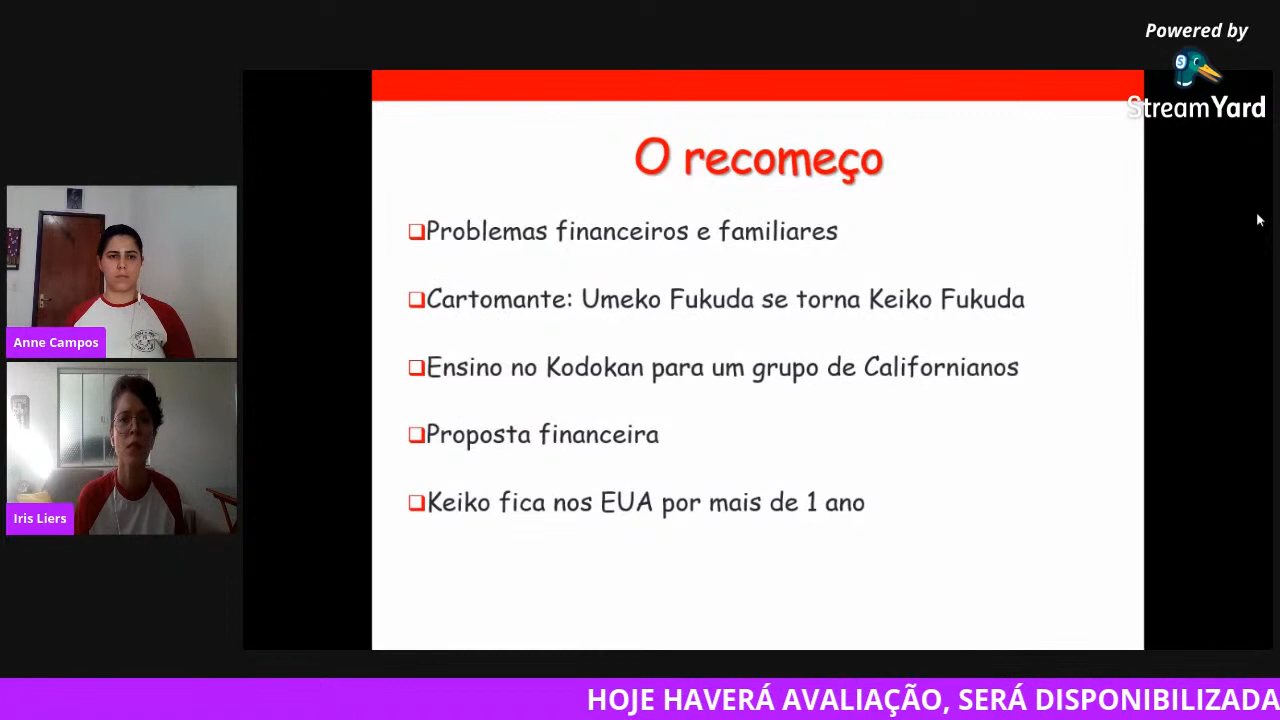 Powered by
StreamYard
O recomeço
Problemas financeiros e familiares
Cartomante: Umeko Fukuda se torna Keiko Fukuda
Ensino no Kodokan para um grupo de Californianos
Proposta financeira
Keiko fica nos EUA por mais de 1 ano
Anne Campos
Iris Liers
HOJE HAVERÁ AVALIAÇÃO, SERÁ DISPONIBILIZADA